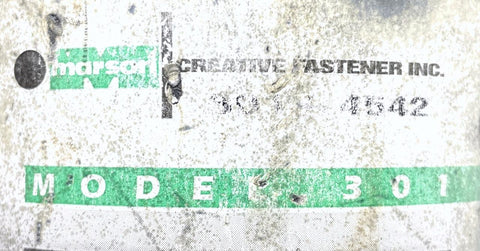 marson
CREATIVE FASTENER INC.
4542
MODEL 301